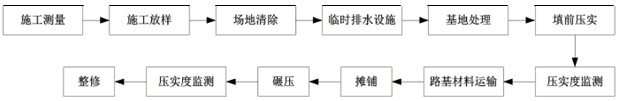 施工测量
施工放样
场地清除
临时排水设施
基地处理
填前压实
压实度监测
路基材料运输
摊铺
碾压
压实度监测
整修